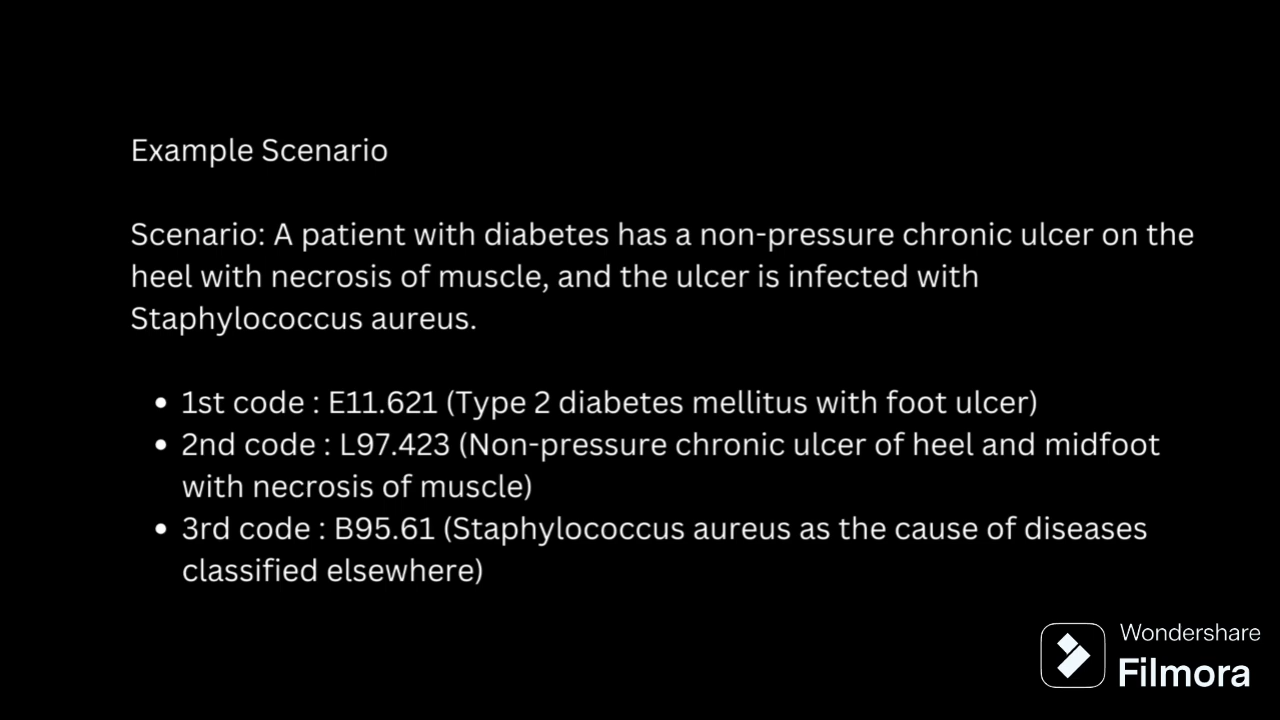 Example Scenario
Scenario: A patient with diabetes has a non-pressure chronic ulcer on the
heel with necrosis of muscle, and the ulcer is infected with
Staphylococcus aureus.
• 1st code : E11.621 (Type 2 diabetes mellitus with foot ulcer)
• 2nd code : L97.423 (Non-pressure chronic ulcer of heel and midfoot
with necrosis of muscle)
• 3rd code : B95.61 (Staphylococcus aureus as the cause of diseases
classified elsewhere)
Wondershare
Filmora